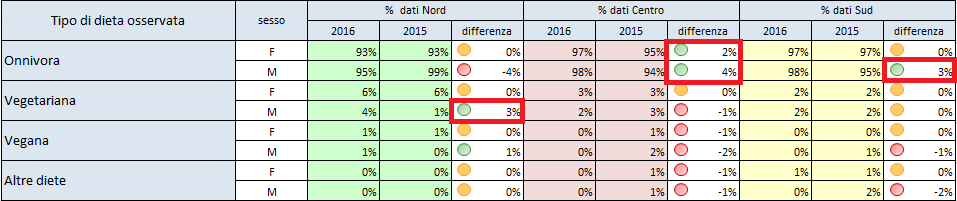 Tipo di dieta osservata sesso % dati Nord % dati Centro % dati Sud
2016 2015 differenza 2016 2015 differenza 2016 2015 differenza
Onnivora F 93% 93% 0% 97% 95% 2% 97% 97% 0%
M 95% 99% -4% 98% 94% 4% 98% 95% 3%
Vegetariana F 6% 6% 0% 3% 3% 0% 2% 2% 0%
M 4% 1% 3% 2% 3% -1% 2% 2% 0%
Vegana F 1% 1% 0% 0% 1% -1% 0% 0% 0%
M 1% 0% 1% 0% 2% -2% 0% 1% -1%
Altre diete F 0% 0% 0% 0% 1% -1% 1% 1% 0%
M 0% 0% 0% 0% 1% -1% 0% 2% -2%